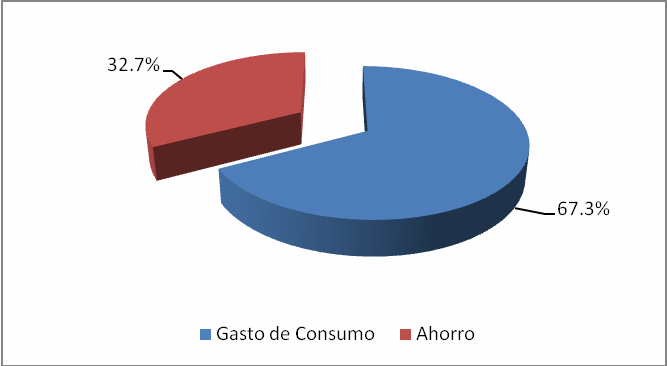 32.7%
67.3%
Gasto de Consumo
Ahorro